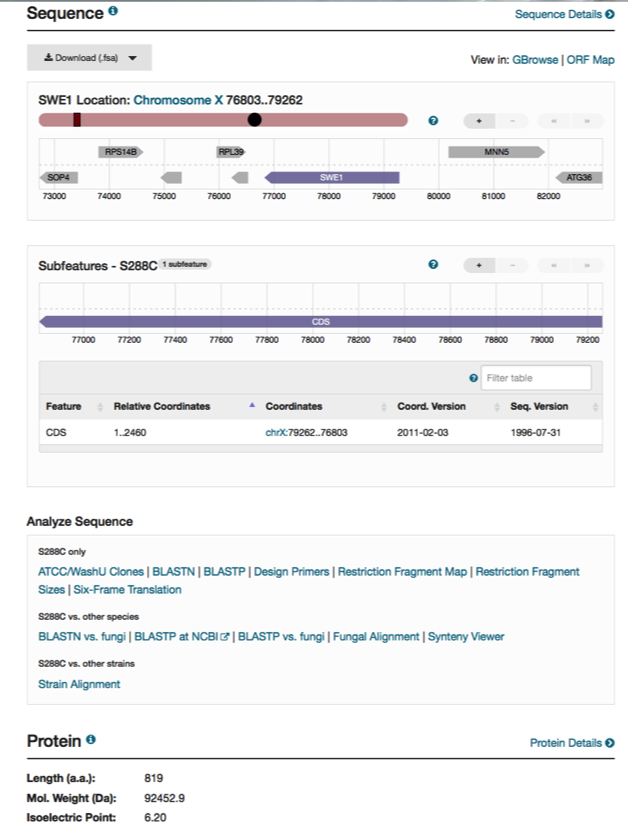 Sequence
Sequence Details
Download (.fsa)
View in: GBrowse | ORF Map
SWE1 Location: Chromosome X 76803..79262
RPS14B RPL39 MNN5
SOP4 SWE1 ATG36
73000 74000 75000 76000 77000 78000 79000 80000 81000 82000
Subfeatures - S288C 1 subfeature
CDS
77000 77200 77400 77600 77800 78000 78200 78400 78600 78800 79000 79200
Filter table
Feature Relative Coordinates Coordinates Coord. Version Seq. Version
CDS 1..2460 chrX:79262..76803 2011-02-03 1996-07-31
Analyze Sequence
S288C only
ATCC/WashU Clones | BLASTN | BLASTP | Design Primers | Restriction Fragment Map | Restriction Fragment
Sizes | Six-Frame Translation
S288C vs. other species
BLASTN vs. fungi | BLASTP at NCBI | BLASTP vs. fungi | Fungal Alignment | Synteny Viewer
S288C vs. other strains
Strain Alignment
Protein
Protein Details
Length (a.a.): 819
Mol. Weight (Da): 92452.9
Isoelectric Point: 6.20